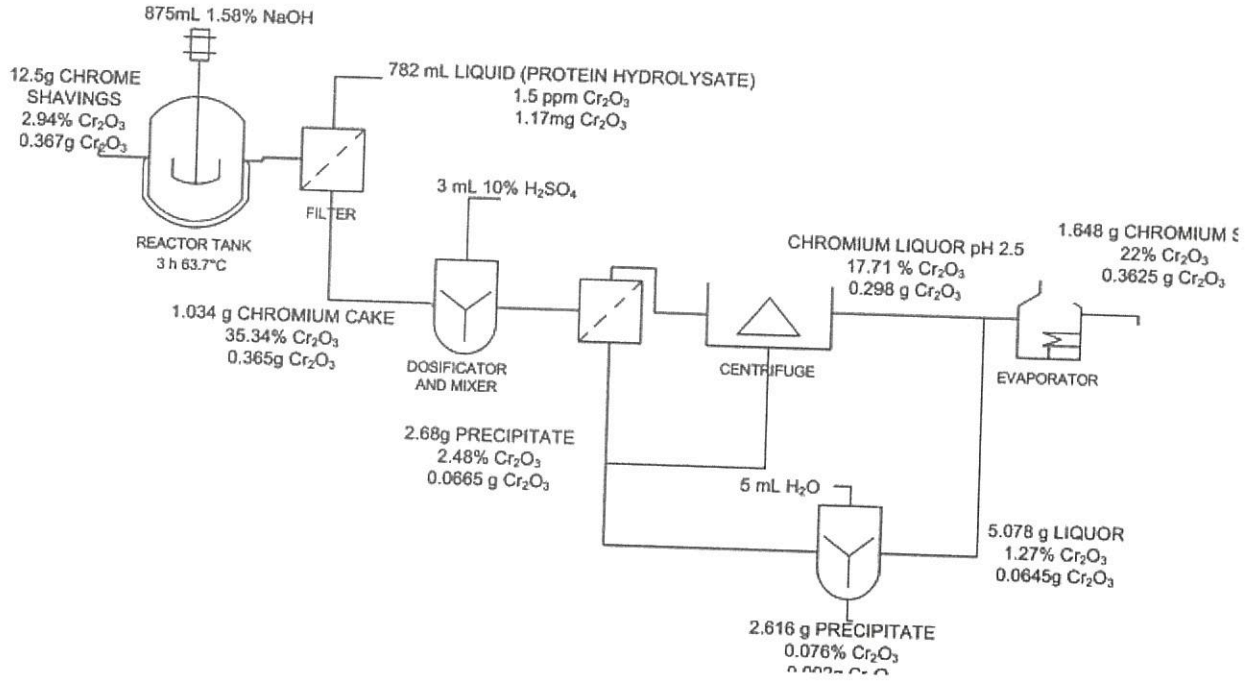 875mL 1.58% NaOH
12.5g CHROME
SHAVINGS
2.94% Cr₂O₃
0.367g Cr₂O₃
782 mL LIQUID (PROTEIN HYDROLYSATE)
1.5 ppm Cr₂O₃
1.17mg Cr₂O₃
FILTER
REACTOR TANK
3 h 63.7°C
3 mL 10% H₂SO₄
1.034 g CHROMIUM CAKE
35.34% Cr₂O₃
0.365g Cr₂O₃
DOSIFICATOR
AND MIXER
CHROMIUM LIQUOR pH 2.5
17.71 % Cr₂O₃
0.298 g Cr₂O₃
CENTRIFUGE
1.648 g CHROMIUM
22% Cr₂O₃
0.3625 g Cr₂O₃
EVAPORATOR
2.68g PRECIPITATE
2.48% Cr₂O₃
0.0665 g Cr₂O₃
5 mL H₂O
5.078 g LIQUOR
1.27% Cr₂O₃
0.0645g Cr₂O₃
2.616 g PRECIPITATE
0.076% Cr₂O₃